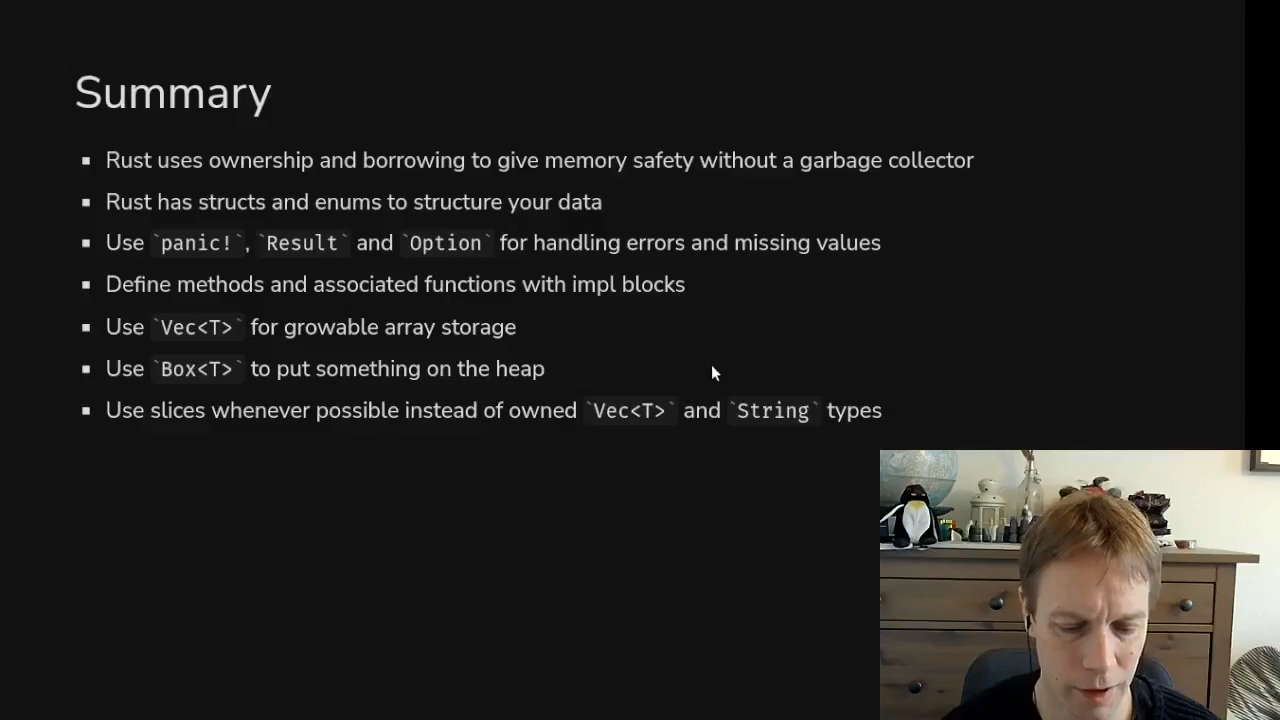 Summary
Rust uses ownership and borrowing to give memory safety without a garbage collector
Rust has structs and enums to structure your data
Use `panic!`, `Result` and `Option` for handling errors and missing values
Define methods and associated functions with impl blocks
Use `Vec<T>` for growable array storage
Use `Box<T>` to put something on the heap
Use slices whenever possible instead of owned `Vec<T>` and `String` types